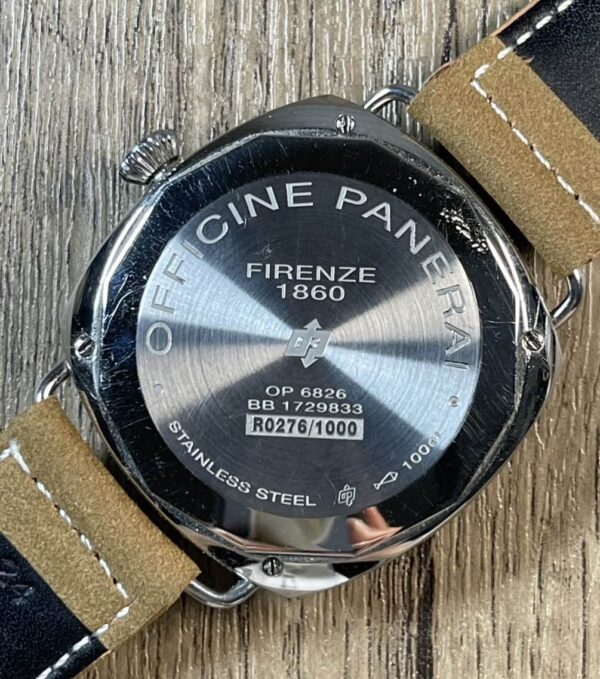 OFFICINE PANERAI
FIRENZE
1860
OP 6826
BB 1729833
R0276/1000
STAINLESS STEEL
100m